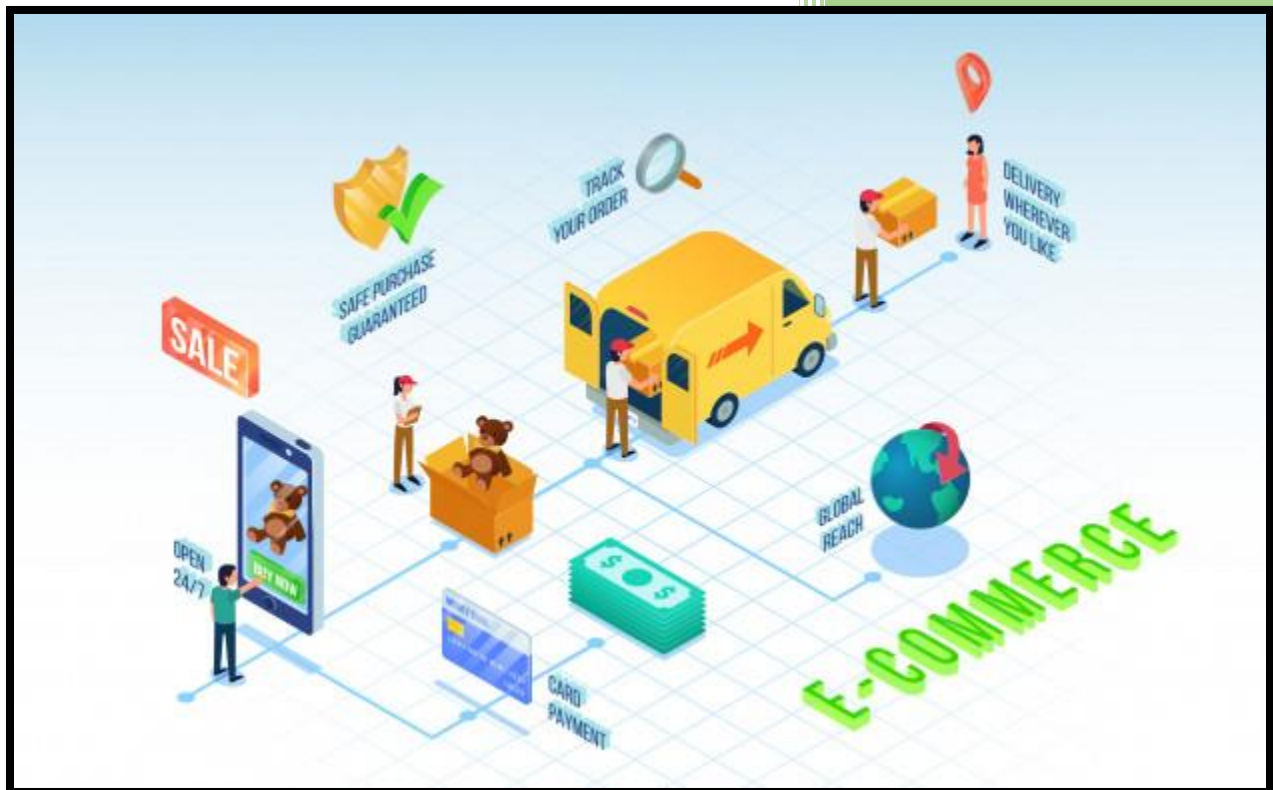 TRACK
YOUR ORDER
DELIVERY
WHEREVER
YOU LIKE
SAFE PURCHASE
GUARANTEED
SALE
OPEN
24/7
BUY NOW
GLOBAL
REACH
CARD
PAYMENT
E-COMMERCE